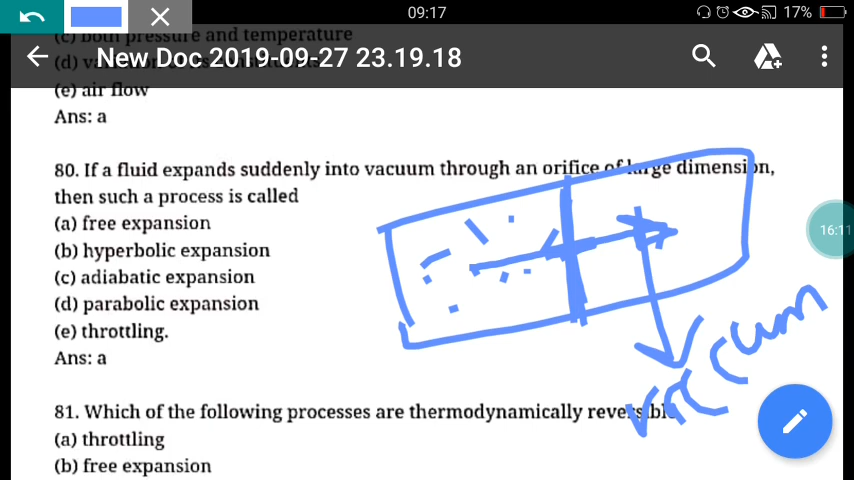 09:17
17%
(c) both pressure and temperature
New Doc 2019-09-27 23.19.18
(e) air flow
Ans: a
80. If a fluid expands suddenly into vacuum through an orifice of large dimension,
then such a process is called
(a) free expansion
(b) hyperbolic expansion
(c) adiabatic expansion
(d) parabolic expansion
(e) throttling.
Ans: a
16:11
vaccum
81. Which of the following processes are thermodynamically reversible
(a) throttling
(b) free expansion